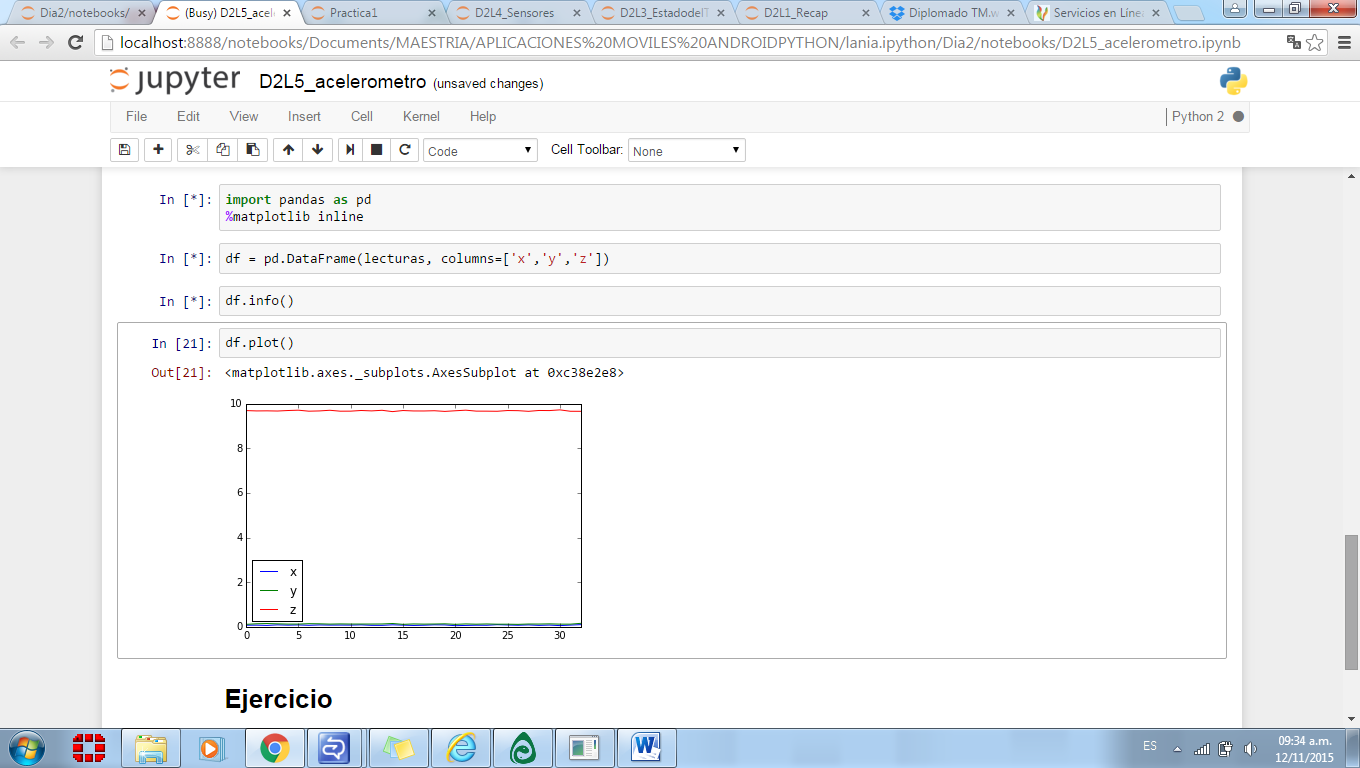 Dia2/notebooks/
(Busy) D2L5_acele
Practica1
D2L4_Sensores
D2L3_EstadodelT
D2L1_Recap
Diplomado TM.w
Servicios en Líne
localhost:8888/notebooks/Documents/MAESTRIA/APLICACIONES%20MOVILES%20ANDROIDPYTHON/lania.ipython/Dia2/notebooks/D2L5_acelerometro.ipynb
jupyter D2L5_acelerometro (unsaved changes)
File Edit View Insert Cell Kernel Help Python 2
Code Cell Toolbar: None
In [*]: import pandas as pd
%matplotlib inline
In [*]: df = pd.DataFrame(lecturas, columns=['x','y','z'])
In [*]: df.info()
In [21]: df.plot()
Out[21]: <matplotlib.axes._subplots.AxesSubplot at 0xc38e2e8>
10
8
6
4
2
0
x
y
z
0 5 10 15 20 25 30
Ejercicio
ES
09:34 a.m.
12/11/2015